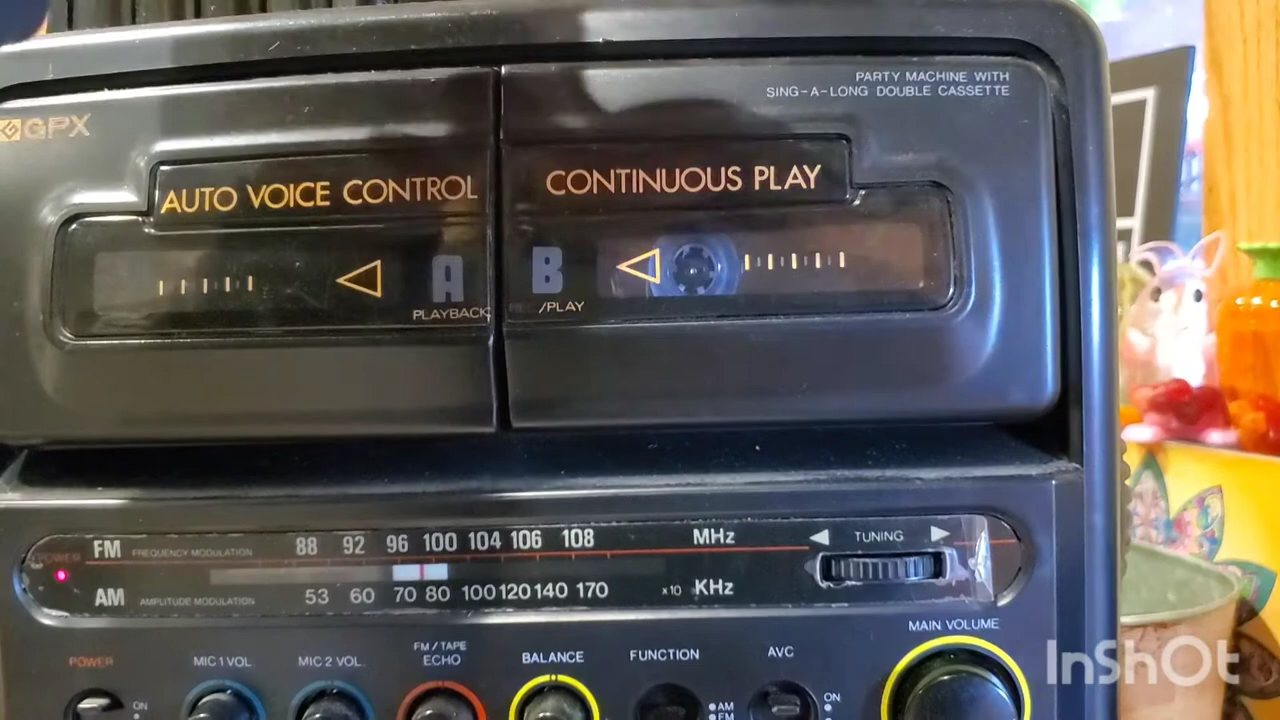 PARTY MACHINE WITH
SING-A-LONG DOUBLE CASSETTE
GPX
AUTO VOICE CONTROL
CONTINUOUS PLAY
A
B
PLAYBACK
/PLAY
FM FREQUENCY MODULATION 88 92 96 100 104 106 108 MHz
TUNING
POWER
AM AMPLITUDE MODULATION 53 60 70 80 100 120 140 170 x10 KHz
MAIN VOLUME
POWER
MIC 1 VOL.
MIC 2 VOL.
FM / TAPE
ECHO
BALANCE
FUNCTION
AVC
ON
AM
FM
ON
InShOt